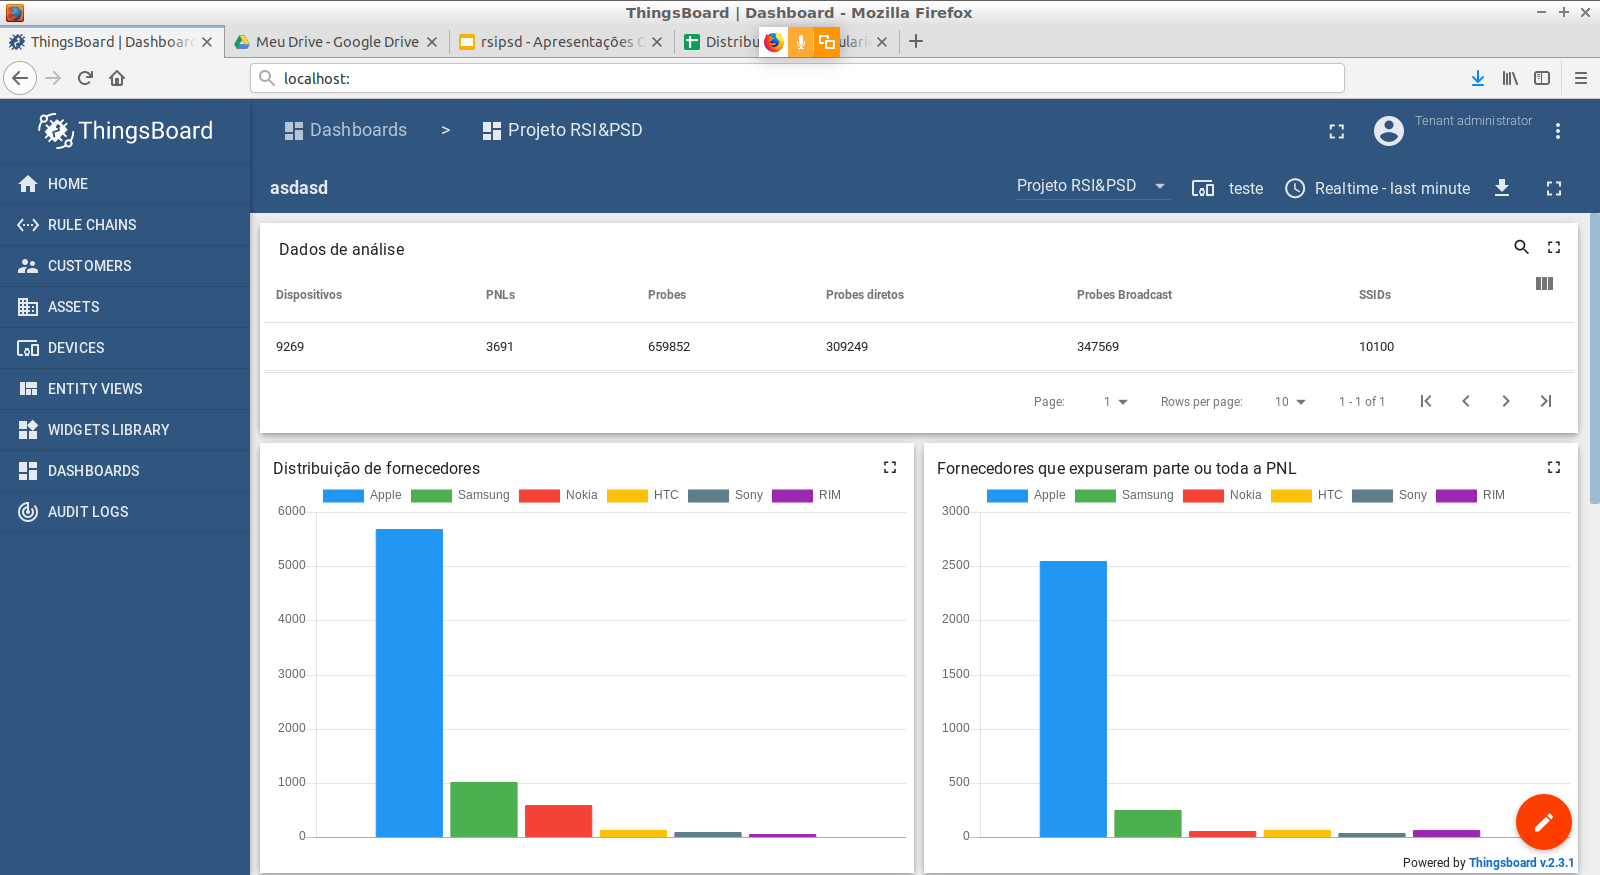 ThingsBoard | Dashboard - Mozilla Firefox
ThingsBoard | Dashboard
Meu Drive - Google Drive
rsipsd - Apresentações G
Distribu
localhost:
ThingsBoard
Dashboards > Projeto RSI&PSD
Tenant administrator
asdasd
Projeto RSI&PSD
teste
Realtime - last minute
HOME
RULE CHAINS
CUSTOMERS
ASSETS
DEVICES
ENTITY VIEWS
WIDGETS LIBRARY
DASHBOARDS
AUDIT LOGS
Dados de análise
Dispositivos PNLs Probes Probes diretos Probes Broadcast SSIDs
9269 3691 659852 309249 347569 10100
Page: 1 Rows per page: 10 1 - 1 of 1
Distribuição de fornecedores
Apple Samsung Nokia HTC Sony RIM
6000
5000
4000
3000
2000
1000
0
Fornecedores que expuseram parte ou toda a PNL
Apple Samsung Nokia HTC Sony RIM
3000
2500
2000
1500
1000
500
0
Powered by Thingsboard v.2.3.1